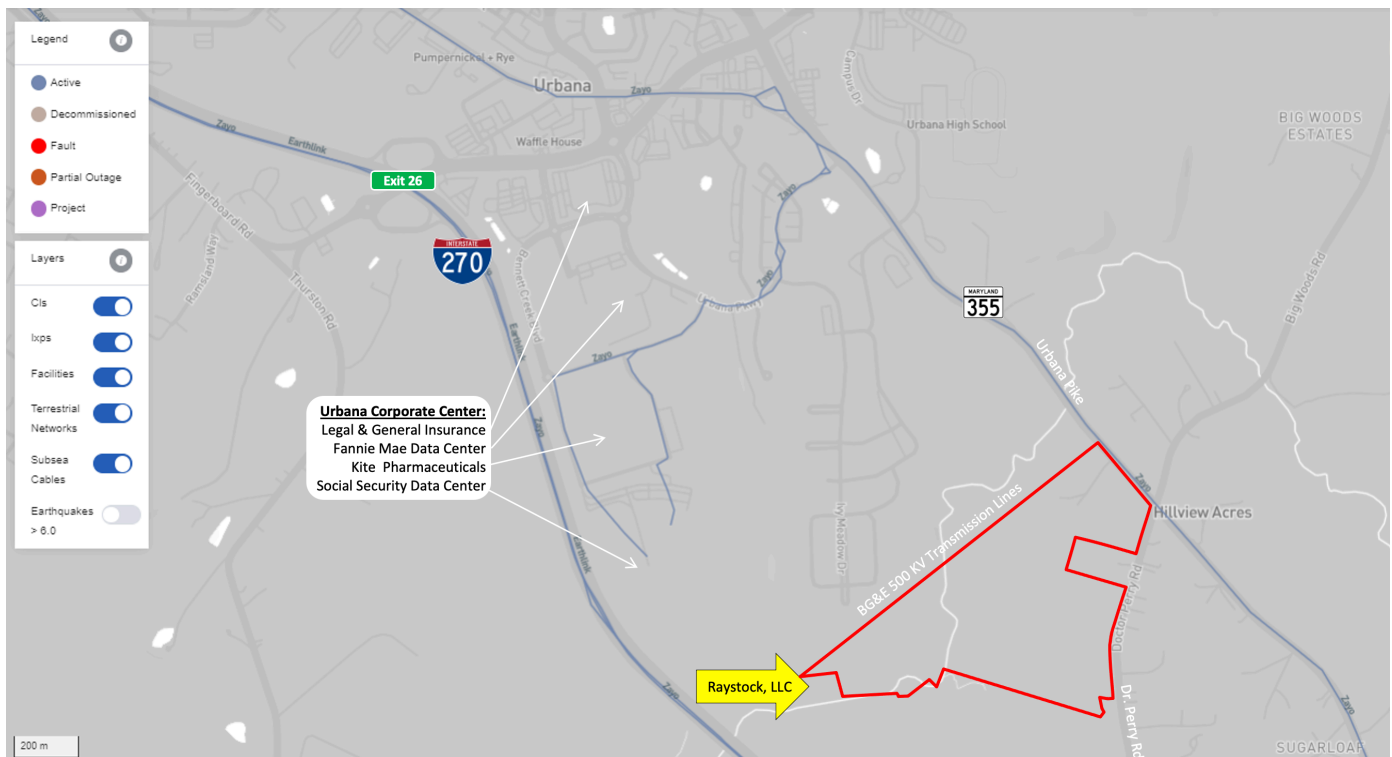 Legend
Active
Decommissioned
Fault
Partial Outage
Project
Layers
Cls
Ixps
Facilities
Terrestrial
Networks
Subsea
Cables
Earthquakes
> 6.0
200 m
Pumpernickel + Rye
Urbana
Zayo
Campus Dr
Urbana High School
BIG WOODS
ESTATES
Zayo
Earthlink
Waffle House
Exit 26
Fingerboard Rd
Ramsland Way
Thurston Rd
INTERSTATE
270
Bennett Creek Blvd
Zayo
Zayo
Urbana Pkwy
MARYLAND
355
Big Woods Rd
Urbana Pike
Earthlink
Zayo
Zayo
Urbana Corporate Center:
Legal & General Insurance
Fannie Mae Data Center
Kite Pharmaceuticals
Social Security Data Center
Earthlink
Ivy Meadow Dr
BG&E 500 KV Transmission Lines
Zayo
Hillview Acres
Doctor Perry Rd
Raystock, LLC
Zayo
Dr. Perry Rd
Zayo
SUGARLOAF